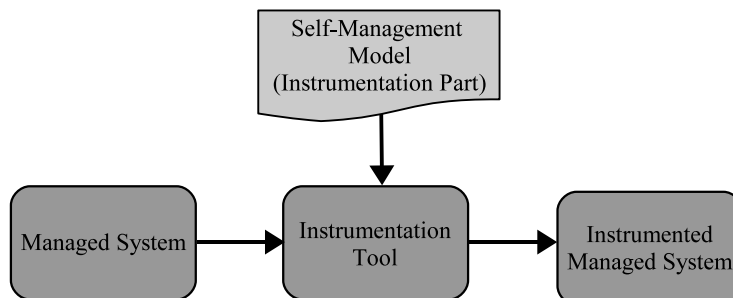 Self-Management
Model
(Instrumentation Part)
Managed System
Instrumentation
Tool
Instrumented
Managed System